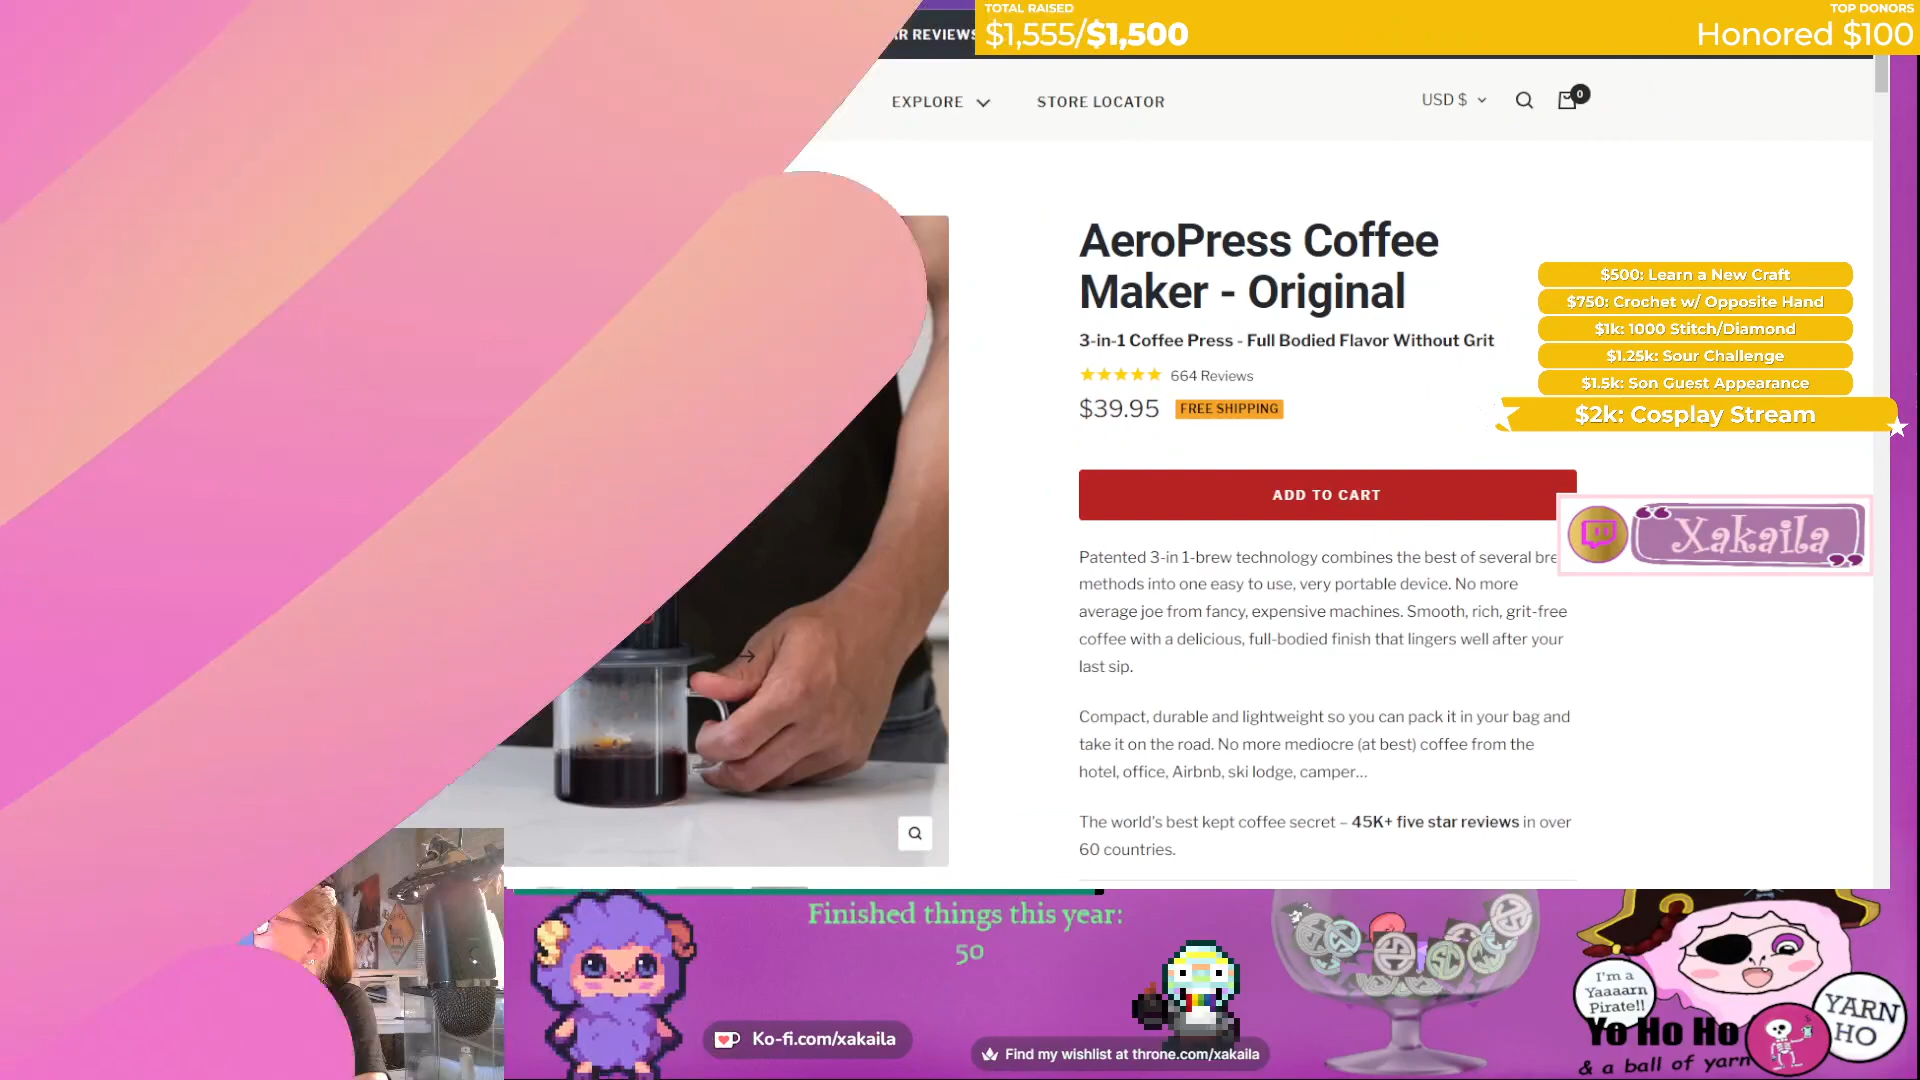 TOTAL RAISED
$1,555/$1,500
TOP DONORS
Honored $100
R REVIEWS
EXPLORE
STORE LOCATOR
USD $
0
AeroPress Coffee
Maker - Original
3-in-1 Coffee Press - Full Bodied Flavor Without Grit
664 Reviews
$39.95
FREE SHIPPING
ADD TO CART
Patented 3-in 1-brew technology combines the best of several bre
methods into one easy to use, very portable device. No more
average joe from fancy, expensive machines. Smooth, rich, grit-free
coffee with a delicious, full-bodied finish that lingers well after your
last sip.
Compact, durable and lightweight so you can pack it in your bag and
take it on the road. No more mediocre (at best) coffee from the
hotel, office, Airbnb, ski lodge, camper...
The world's best kept coffee secret – 45K+ five star reviews in over
60 countries.
$500: Learn a New Craft
$750: Crochet w/ Opposite Hand
$1k: 1000 Stitch/Diamond
$1.25k: Sour Challenge
$1.5k: Son Guest Appearance
$2k: Cosplay Stream
Xakaila
Finished things this year:
50
Ko-fi.com/xakaila
Find my wishlist at throne.com/xakaila
I'm a
Yaaaarn
Pirate!!
Yo Ho Ho
& a ball of yarn
YARN
HO